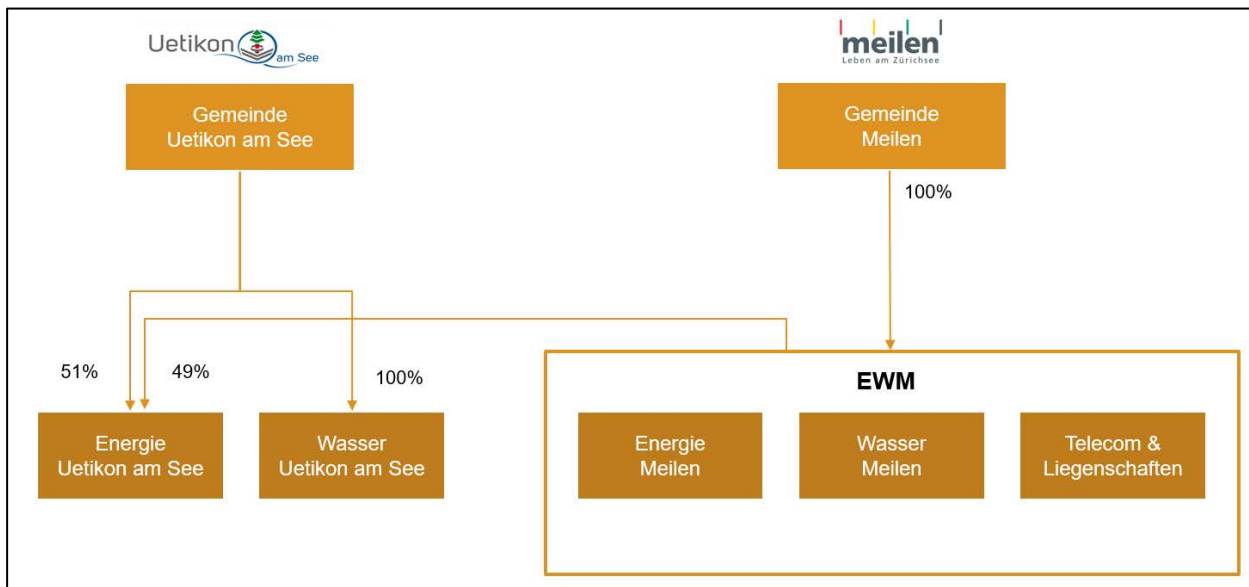 Uetikon
am See
meilen
Leben am Zürichsee
Gemeinde
Uetikon am See
Gemeinde
Meilen
100%
51%
49%
100%
EWM
Energie
Uetikon am See
Wasser
Uetikon am See
Energie
Meilen
Wasser
Meilen
Telecom &
Liegenschaften